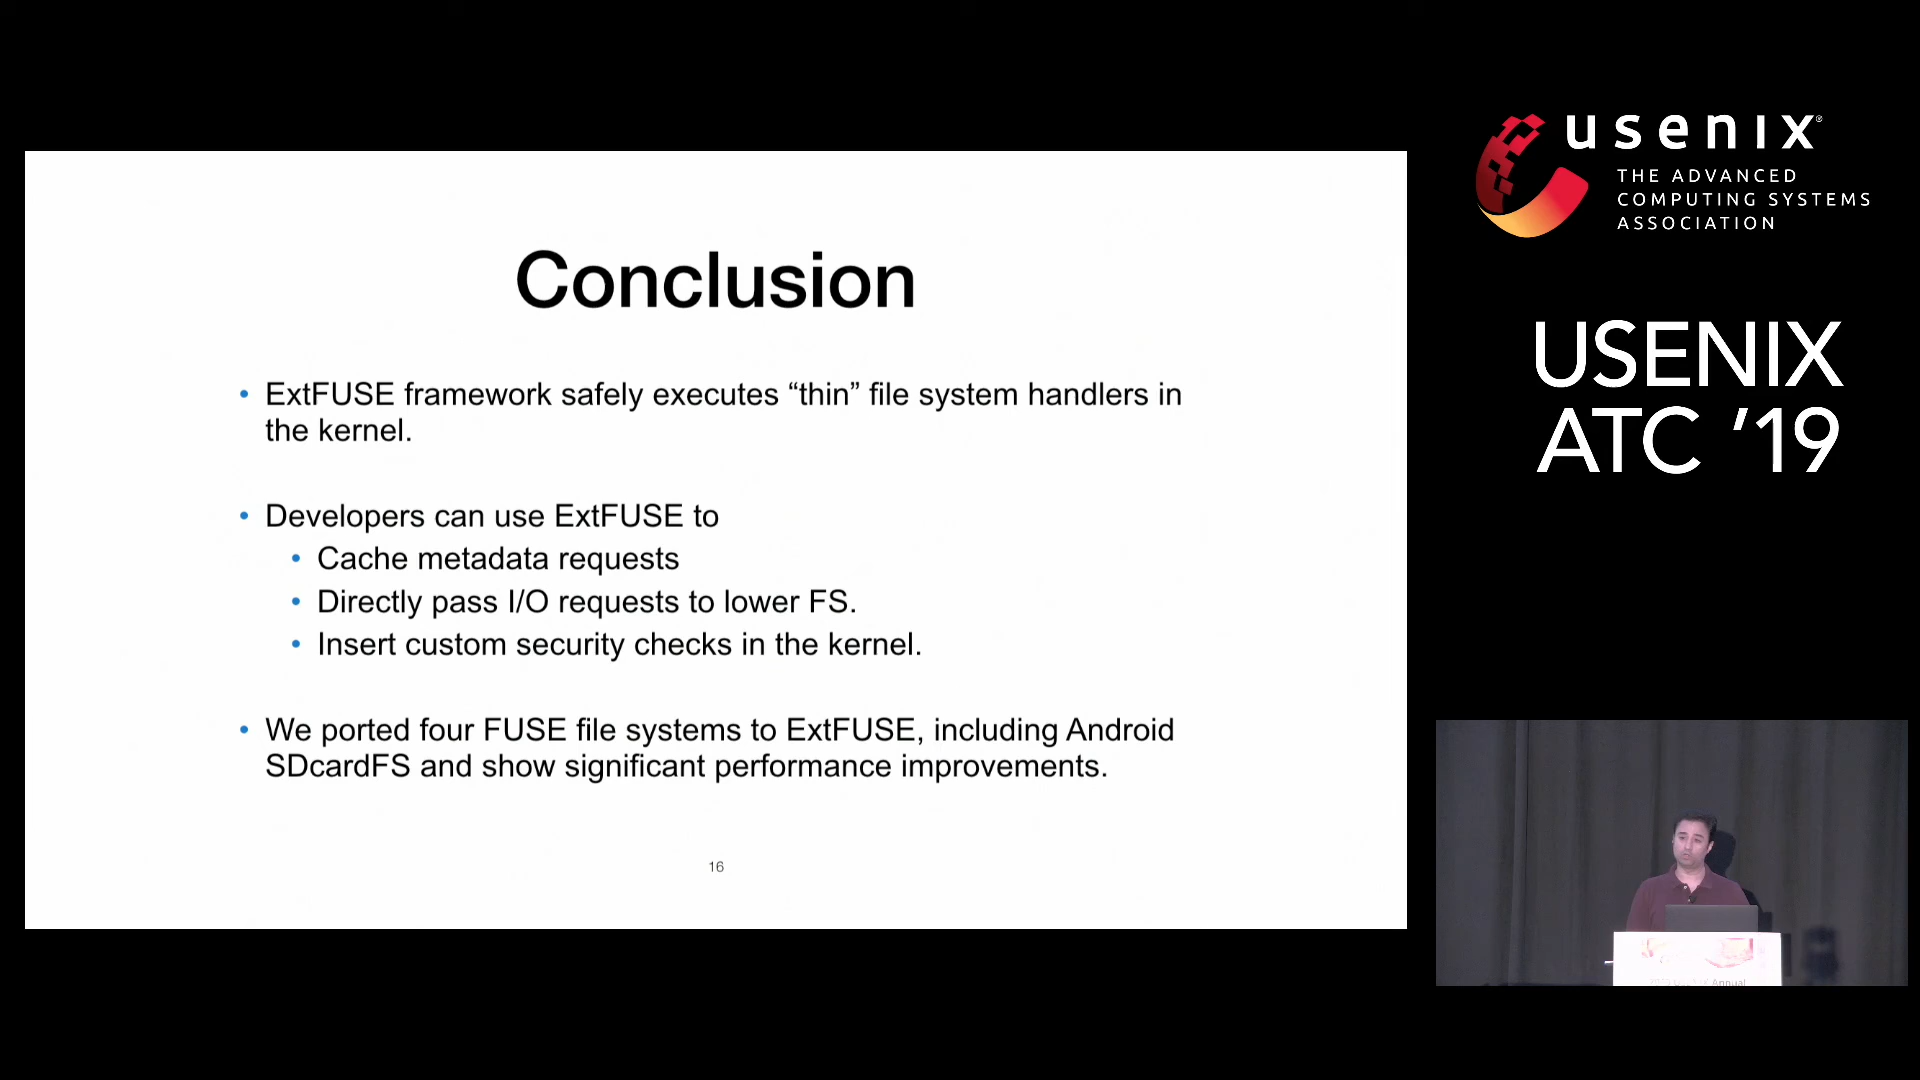 Conclusion
• ExtFUSE framework safely executes “thin” file system handlers in
the kernel.
• Developers can use ExtFUSE to
• Cache metadata requests
• Directly pass I/O requests to lower FS.
• Insert custom security checks in the kernel.
• We ported four FUSE file systems to ExtFUSE, including Android
SDcardFS and show significant performance improvements.
16
usenix®
THE ADVANCED
COMPUTING SYSTEMS
ASSOCIATION
USENIX
ATC ’19
Annual